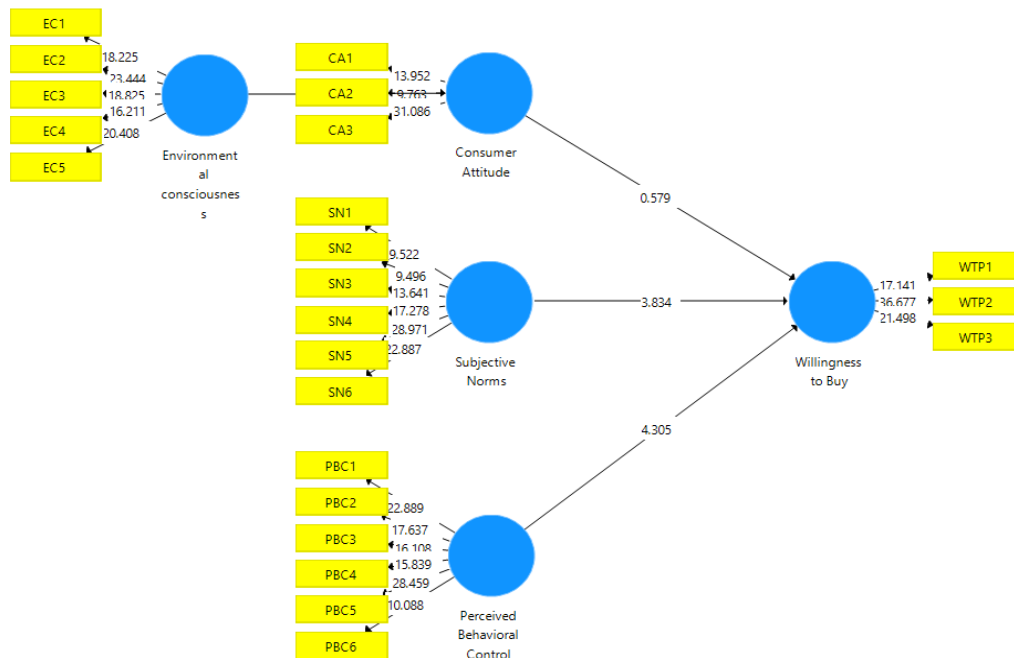 EC1
EC2
EC3
EC4
EC5
18.225
23.444
18.825
16.211
20.408
Environment
al
consciousnes
s
CA1
CA2
CA3
13.952
9.763
31.086
Consumer
Attitude
0.579
SN1
SN2
SN3
SN4
SN5
SN6
9.522
9.496
13.641
17.278
28.971
22.887
Subjective
Norms
3.834
PBC1
PBC2
PBC3
PBC4
PBC5
PBC6
22.889
17.637
16.108
15.839
28.459
10.088
Perceived
Behavioral
Control
4.305
Willingness
to Buy
17.141
36.677
21.498
WTP1
WTP2
WTP3